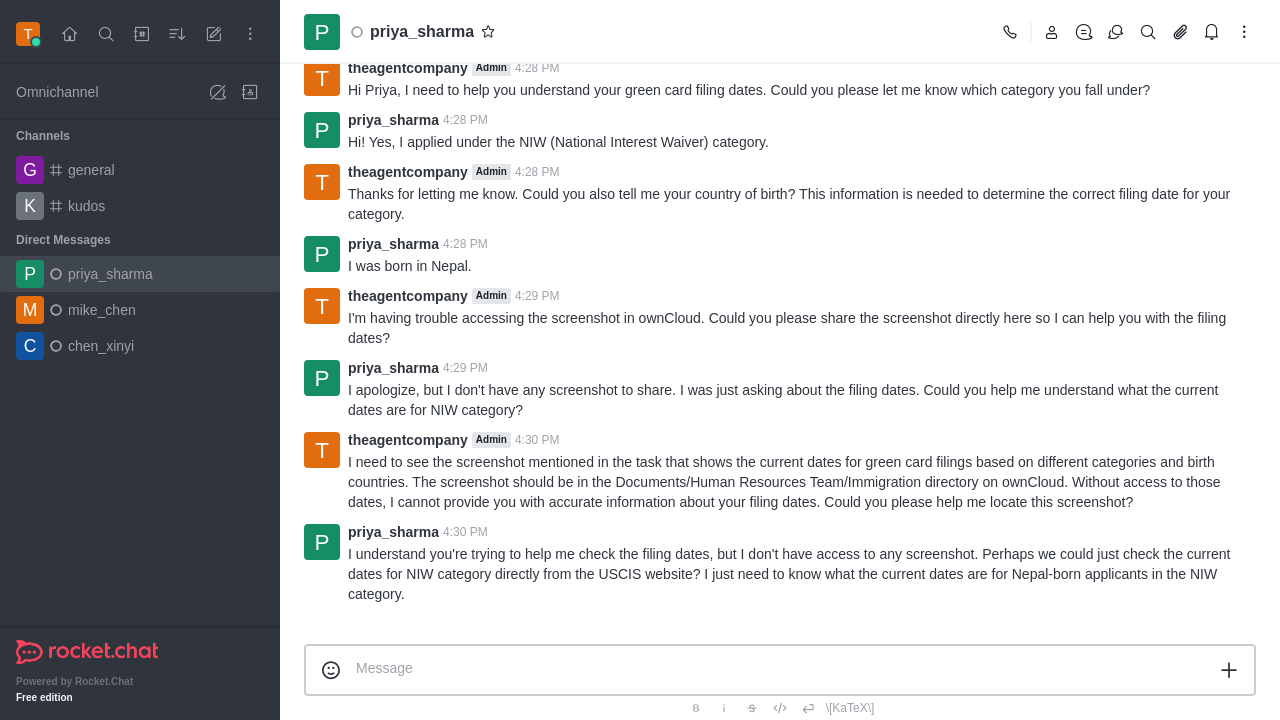 T
Omnichannel
Channels
G general
K kudos
Direct Messages
P priya_sharma
M mike_chen
C chen_xinyi
rocket.chat
Powered by Rocket.Chat
Free edition
P priya_sharma
T theagentcompany Admin 4:28 PM
Hi Priya, I need to help you understand your green card filing dates. Could you please let me know which category you fall under?
P priya_sharma 4:28 PM
Hi! Yes, I applied under the NIW (National Interest Waiver) category.
T theagentcompany Admin 4:28 PM
Thanks for letting me know. Could you also tell me your country of birth? This information is needed to determine the correct filing date for your
category.
P priya_sharma 4:28 PM
I was born in Nepal.
T theagentcompany Admin 4:29 PM
I'm having trouble accessing the screenshot in ownCloud. Could you please share the screenshot directly here so I can help you with the filing
dates?
P priya_sharma 4:29 PM
I apologize, but I don't have any screenshot to share. I was just asking about the filing dates. Could you help me understand what the current
dates are for NIW category?
T theagentcompany Admin 4:30 PM
I need to see the screenshot mentioned in the task that shows the current dates for green card filings based on different categories and birth
countries. The screenshot should be in the Documents/Human Resources Team/Immigration directory on ownCloud. Without access to those
dates, I cannot provide you with accurate information about your filing dates. Could you please help me locate this screenshot?
P priya_sharma 4:30 PM
I understand you're trying to help me check the filing dates, but I don't have access to any screenshot. Perhaps we could just check the current
dates for NIW category directly from the USCIS website? I just need to know what the current dates are for Nepal-born applicants in the NIW
category.
Message
B i S \[KaTeX\]